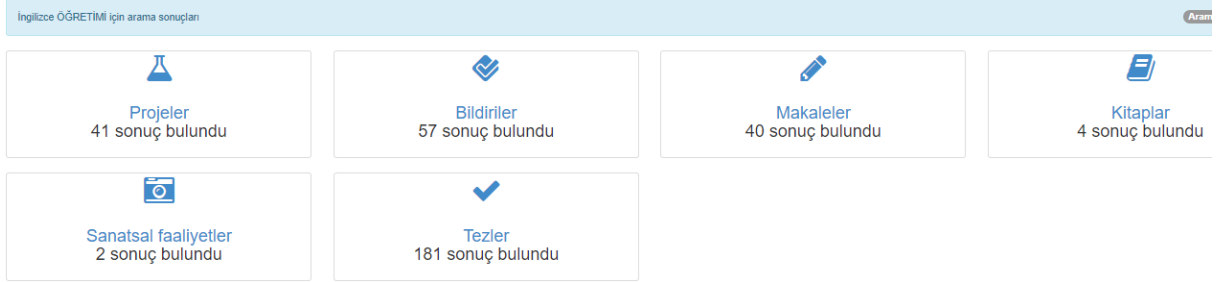 İngilizce ÖĞRETİMİ için arama sonuçları
Projeler
41 sonuç bulundu
Bildiriler
57 sonuç bulundu
Makaleler
40 sonuç bulundu
Kitaplar
4 sonuç bulundu
Sanatsal faaliyetler
2 sonuç bulundu
Tezler
181 sonuç bulundu